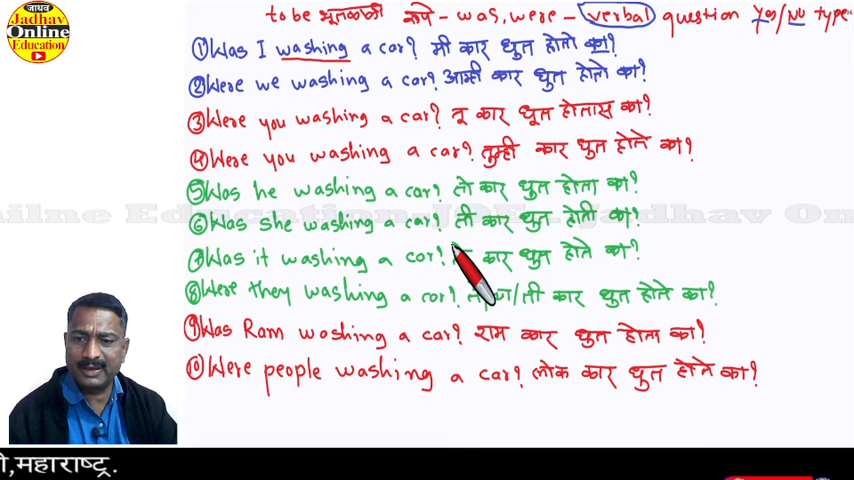 जाधव
Jadhav
Online
Education
to be भूतकाळी रूपे - was, were - verbal question Yes/No type
① Was I washing a car? मी कार धुत होतो का?
② Were we washing a car? आम्ही कार धुत होतो का?
③ Were you washing a car? तू कार धूत होतास का?
④ Were you washing a car? तुम्ही कार धुत होते का?
⑤ Was he washing a car? तो कार धुत होता का?
⑥ Was she washing a car? ती कार धुत होती का?
⑦ Was it washing a car? कार धुत होते का?
⑧ Were they washing a car? ते/त्या/ती कार धुत होते का?
⑨ Was Ram washing a car? राम कार धुत होता का?
⑩ Were people washing a car? लोक कार धुत होते का?
ी,महाराष्ट्र.